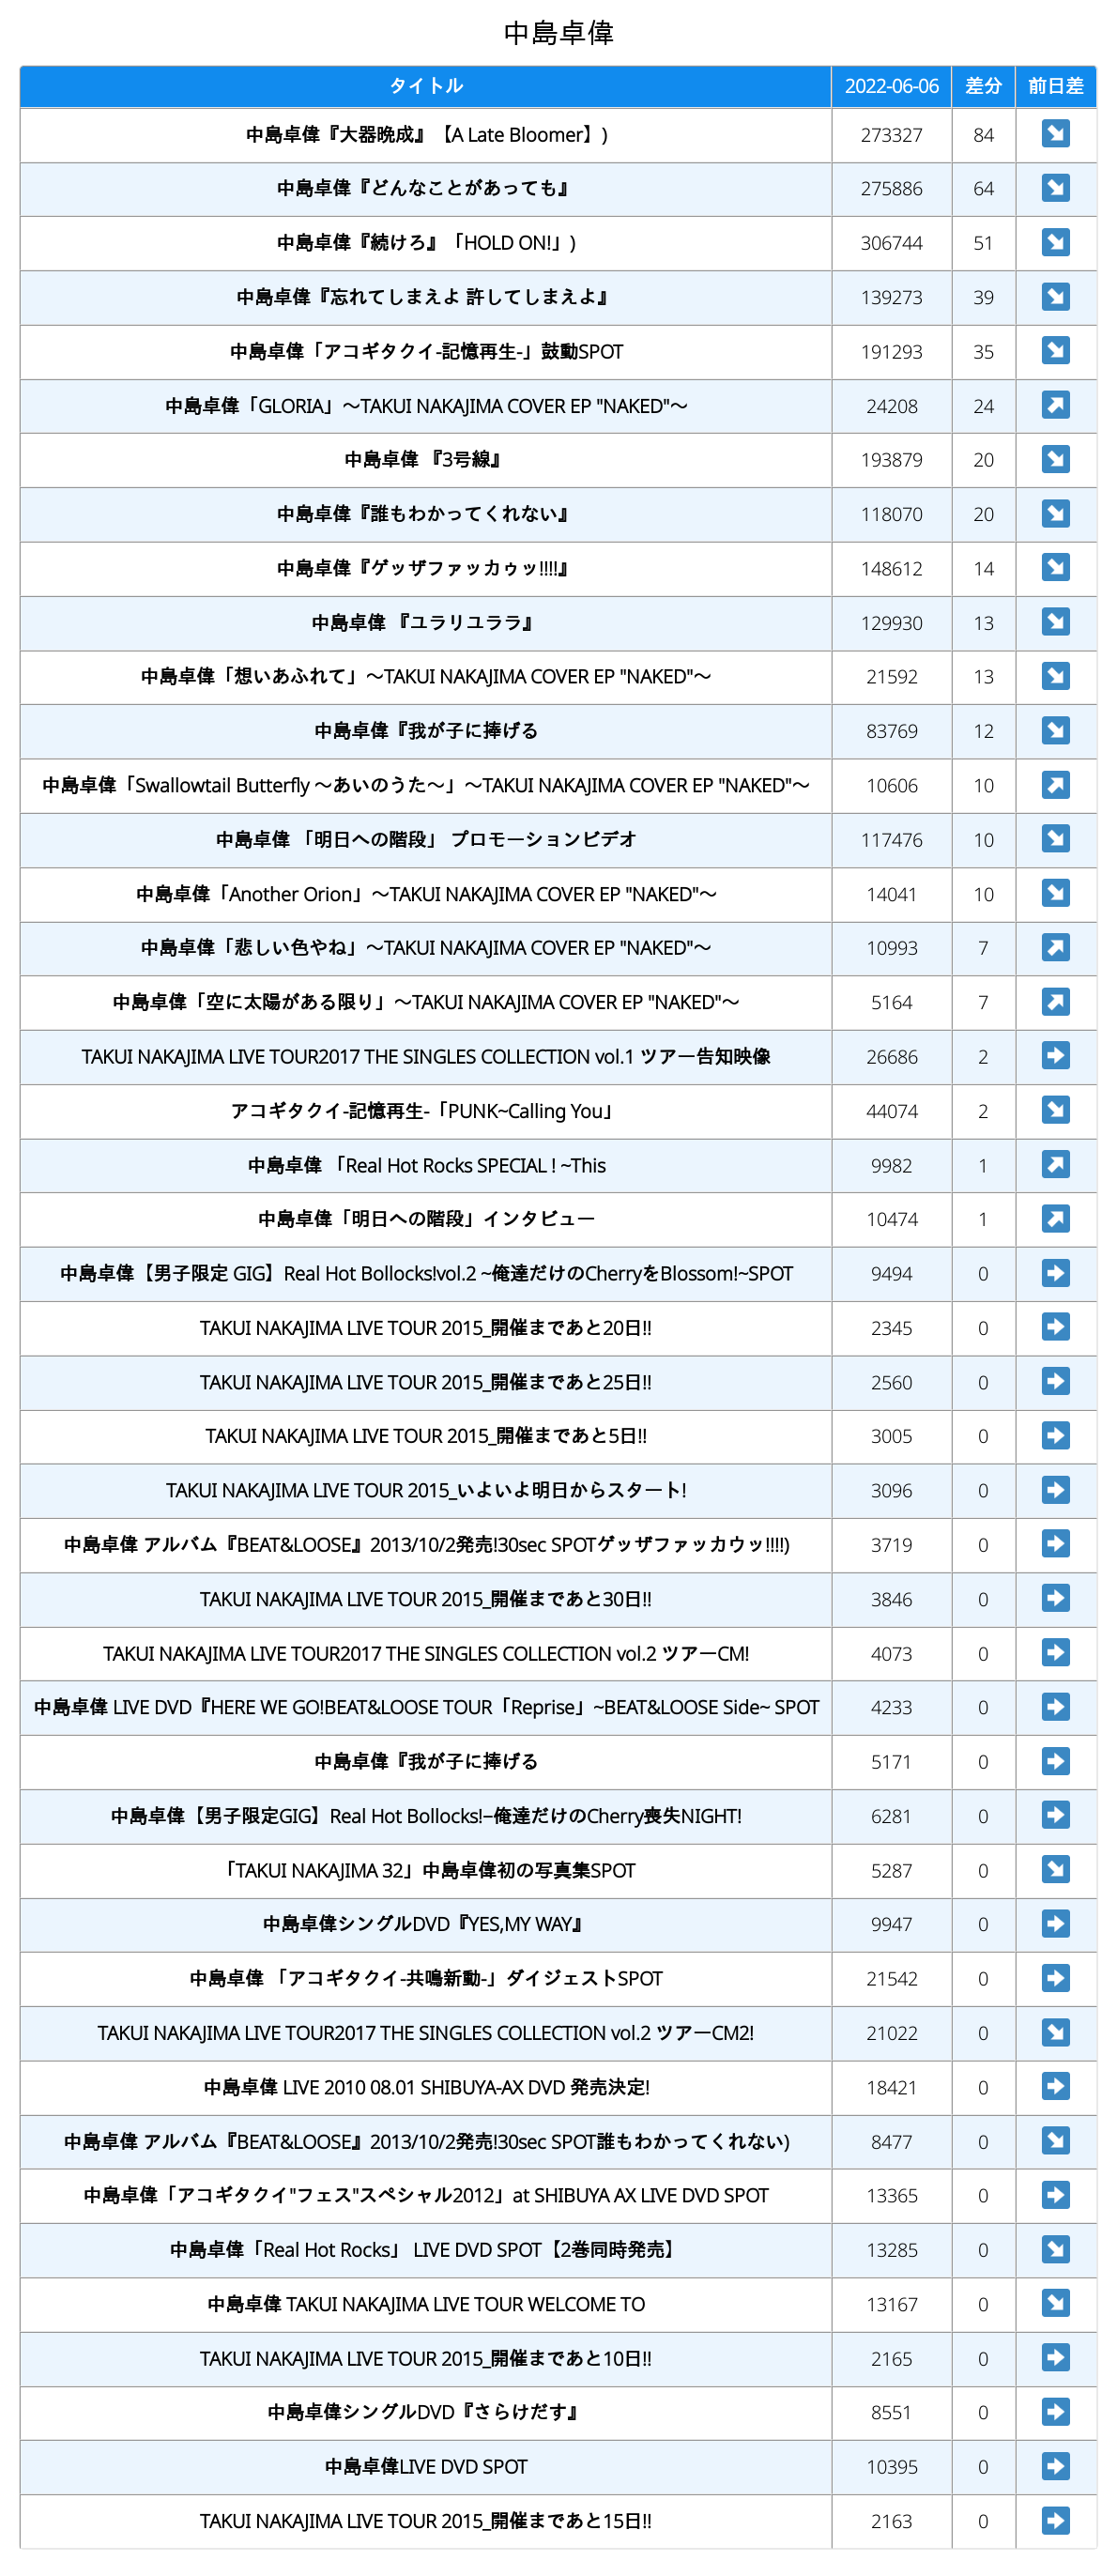 中島卓偉
タイトル 2022-06-06 差分 前日差
中島卓偉『大器晩成』【A Late Bloomer】) 273327 84 ↘
中島卓偉『どんなことがあっても』 275886 64 ↘
中島卓偉『続けろ』「HOLD ON!」) 306744 51 ↘
中島卓偉『忘れてしまえよ 許してしまえよ』 139273 39 ↘
中島卓偉「アコギタクイ-記憶再生-」鼓動SPOT 191293 35 ↘
中島卓偉「GLORIA」〜TAKUI NAKAJIMA COVER EP "NAKED"〜 24208 24 ↗
中島卓偉 『3号線』 193879 20 ↘
中島卓偉『誰もわかってくれない』 118070 20 ↘
中島卓偉『ゲッザファッカゥッ!!!!』 148612 14 ↘
中島卓偉 『ユラリユララ』 129930 13 ↘
中島卓偉「想いあふれて」〜TAKUI NAKAJIMA COVER EP "NAKED"〜 21592 13 ↘
中島卓偉『我が子に捧げる 83769 12 ↘
中島卓偉「Swallowtail Butterfly 〜あいのうた〜」〜TAKUI NAKAJIMA COVER EP "NAKED"〜 10606 10 ↗
中島卓偉 「明日への階段」 プロモーションビデオ 117476 10 ↘
中島卓偉「Another Orion」〜TAKUI NAKAJIMA COVER EP "NAKED"〜 14041 10 ↘
中島卓偉「悲しい色やね」〜TAKUI NAKAJIMA COVER EP "NAKED"〜 10993 7 ↗
中島卓偉「空に太陽がある限り」〜TAKUI NAKAJIMA COVER EP "NAKED"〜 5164 7 ↗
TAKUI NAKAJIMA LIVE TOUR2017 THE SINGLES COLLECTION vol.1 ツアー告知映像 26686 2 ➡
アコギタクイ-記憶再生-「PUNK~Calling You」 44074 2 ↘
中島卓偉 「Real Hot Rocks SPECIAL ! ~This 9982 1 ↗
中島卓偉「明日への階段」インタビュー 10474 1 ↗
中島卓偉【男子限定 GIG】Real Hot Bollocks!vol.2 ~俺達だけのCherryをBlossom!~SPOT 9494 0 ➡
TAKUI NAKAJIMA LIVE TOUR 2015_開催まであと20日!! 2345 0 ➡
TAKUI NAKAJIMA LIVE TOUR 2015_開催まであと25日!! 2560 0 ➡
TAKUI NAKAJIMA LIVE TOUR 2015_開催まであと5日!! 3005 0 ➡
TAKUI NAKAJIMA LIVE TOUR 2015_いよいよ明日からスタート! 3096 0 ➡
中島卓偉 アルバム『BEAT&LOOSE』2013/10/2発売!30sec SPOTゲッザファッカウッ!!!!) 3719 0 ➡
TAKUI NAKAJIMA LIVE TOUR 2015_開催まであと30日!! 3846 0 ➡
TAKUI NAKAJIMA LIVE TOUR2017 THE SINGLES COLLECTION vol.2 ツアーCM! 4073 0 ➡
中島卓偉 LIVE DVD『HERE WE GO!BEAT&LOOSE TOUR「Reprise」~BEAT&LOOSE Side~ SPOT 4233 0 ➡
中島卓偉『我が子に捧げる 5171 0 ➡
中島卓偉【男子限定GIG】Real Hot Bollocks!−俺達だけのCherry喪失NIGHT! 6281 0 ➡
「TAKUI NAKAJIMA 32」中島卓偉初の写真集SPOT 5287 0 ↘
中島卓偉シングルDVD『YES,MY WAY』 9947 0 ➡
中島卓偉 「アコギタクイ-共鳴新動-」ダイジェストSPOT 21542 0 ➡
TAKUI NAKAJIMA LIVE TOUR2017 THE SINGLES COLLECTION vol.2 ツアーCM2! 21022 0 ↘
中島卓偉 LIVE 2010 08.01 SHIBUYA-AX DVD 発売決定! 18421 0 ➡
中島卓偉 アルバム『BEAT&LOOSE』2013/10/2発売!30sec SPOT誰もわかってくれない) 8477 0 ↘
中島卓偉「アコギタクイ"フェス"スペシャル2012」at SHIBUYA AX LIVE DVD SPOT 13365 0 ➡
中島卓偉「Real Hot Rocks」 LIVE DVD SPOT【2巻同時発売】 13285 0 ↘
中島卓偉 TAKUI NAKAJIMA LIVE TOUR WELCOME TO 13167 0 ↘
TAKUI NAKAJIMA LIVE TOUR 2015_開催まであと10日!! 2165 0 ➡
中島卓偉シングルDVD『さらけだす』 8551 0 ➡
中島卓偉LIVE DVD SPOT 10395 0 ➡
TAKUI NAKAJIMA LIVE TOUR 2015_開催まであと15日!! 2163 0 ➡